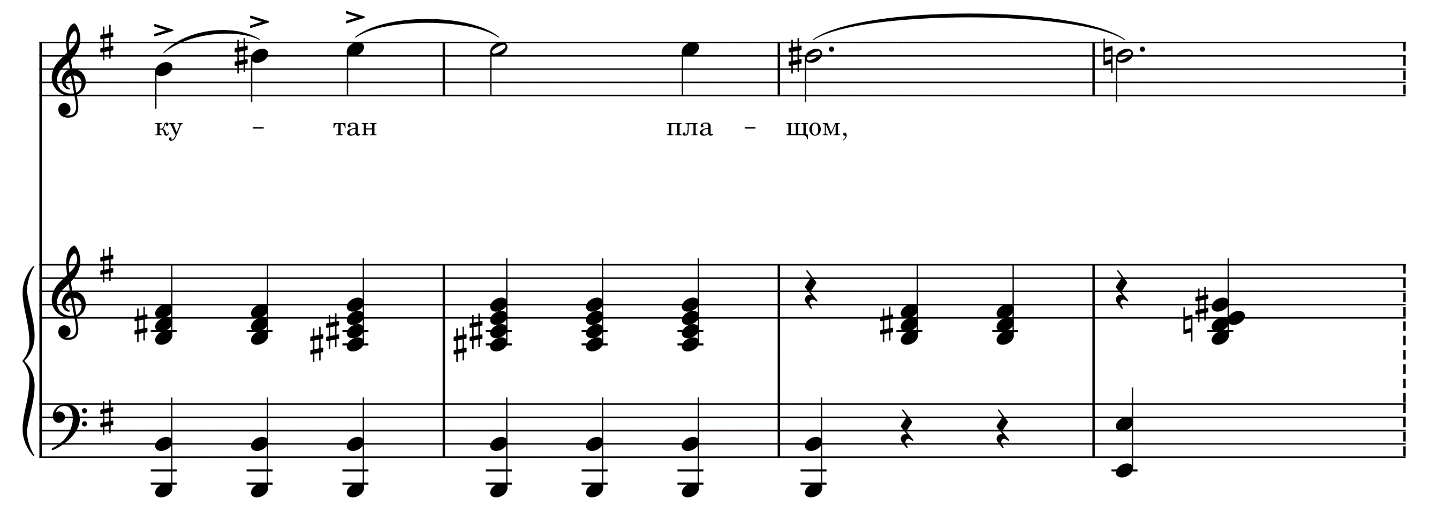 ку - тан пла - щом,